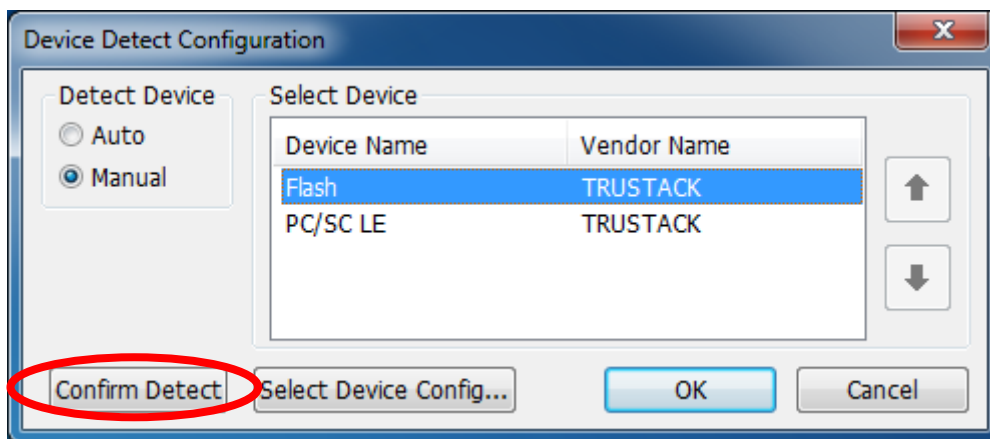 Device Detect Configuration
Detect Device
Auto
Manual
Select Device
Device Name Vendor Name
Flash TRUSTACK
PC/SC LE TRUSTACK
Confirm Detect Select Device Config... OK Cancel